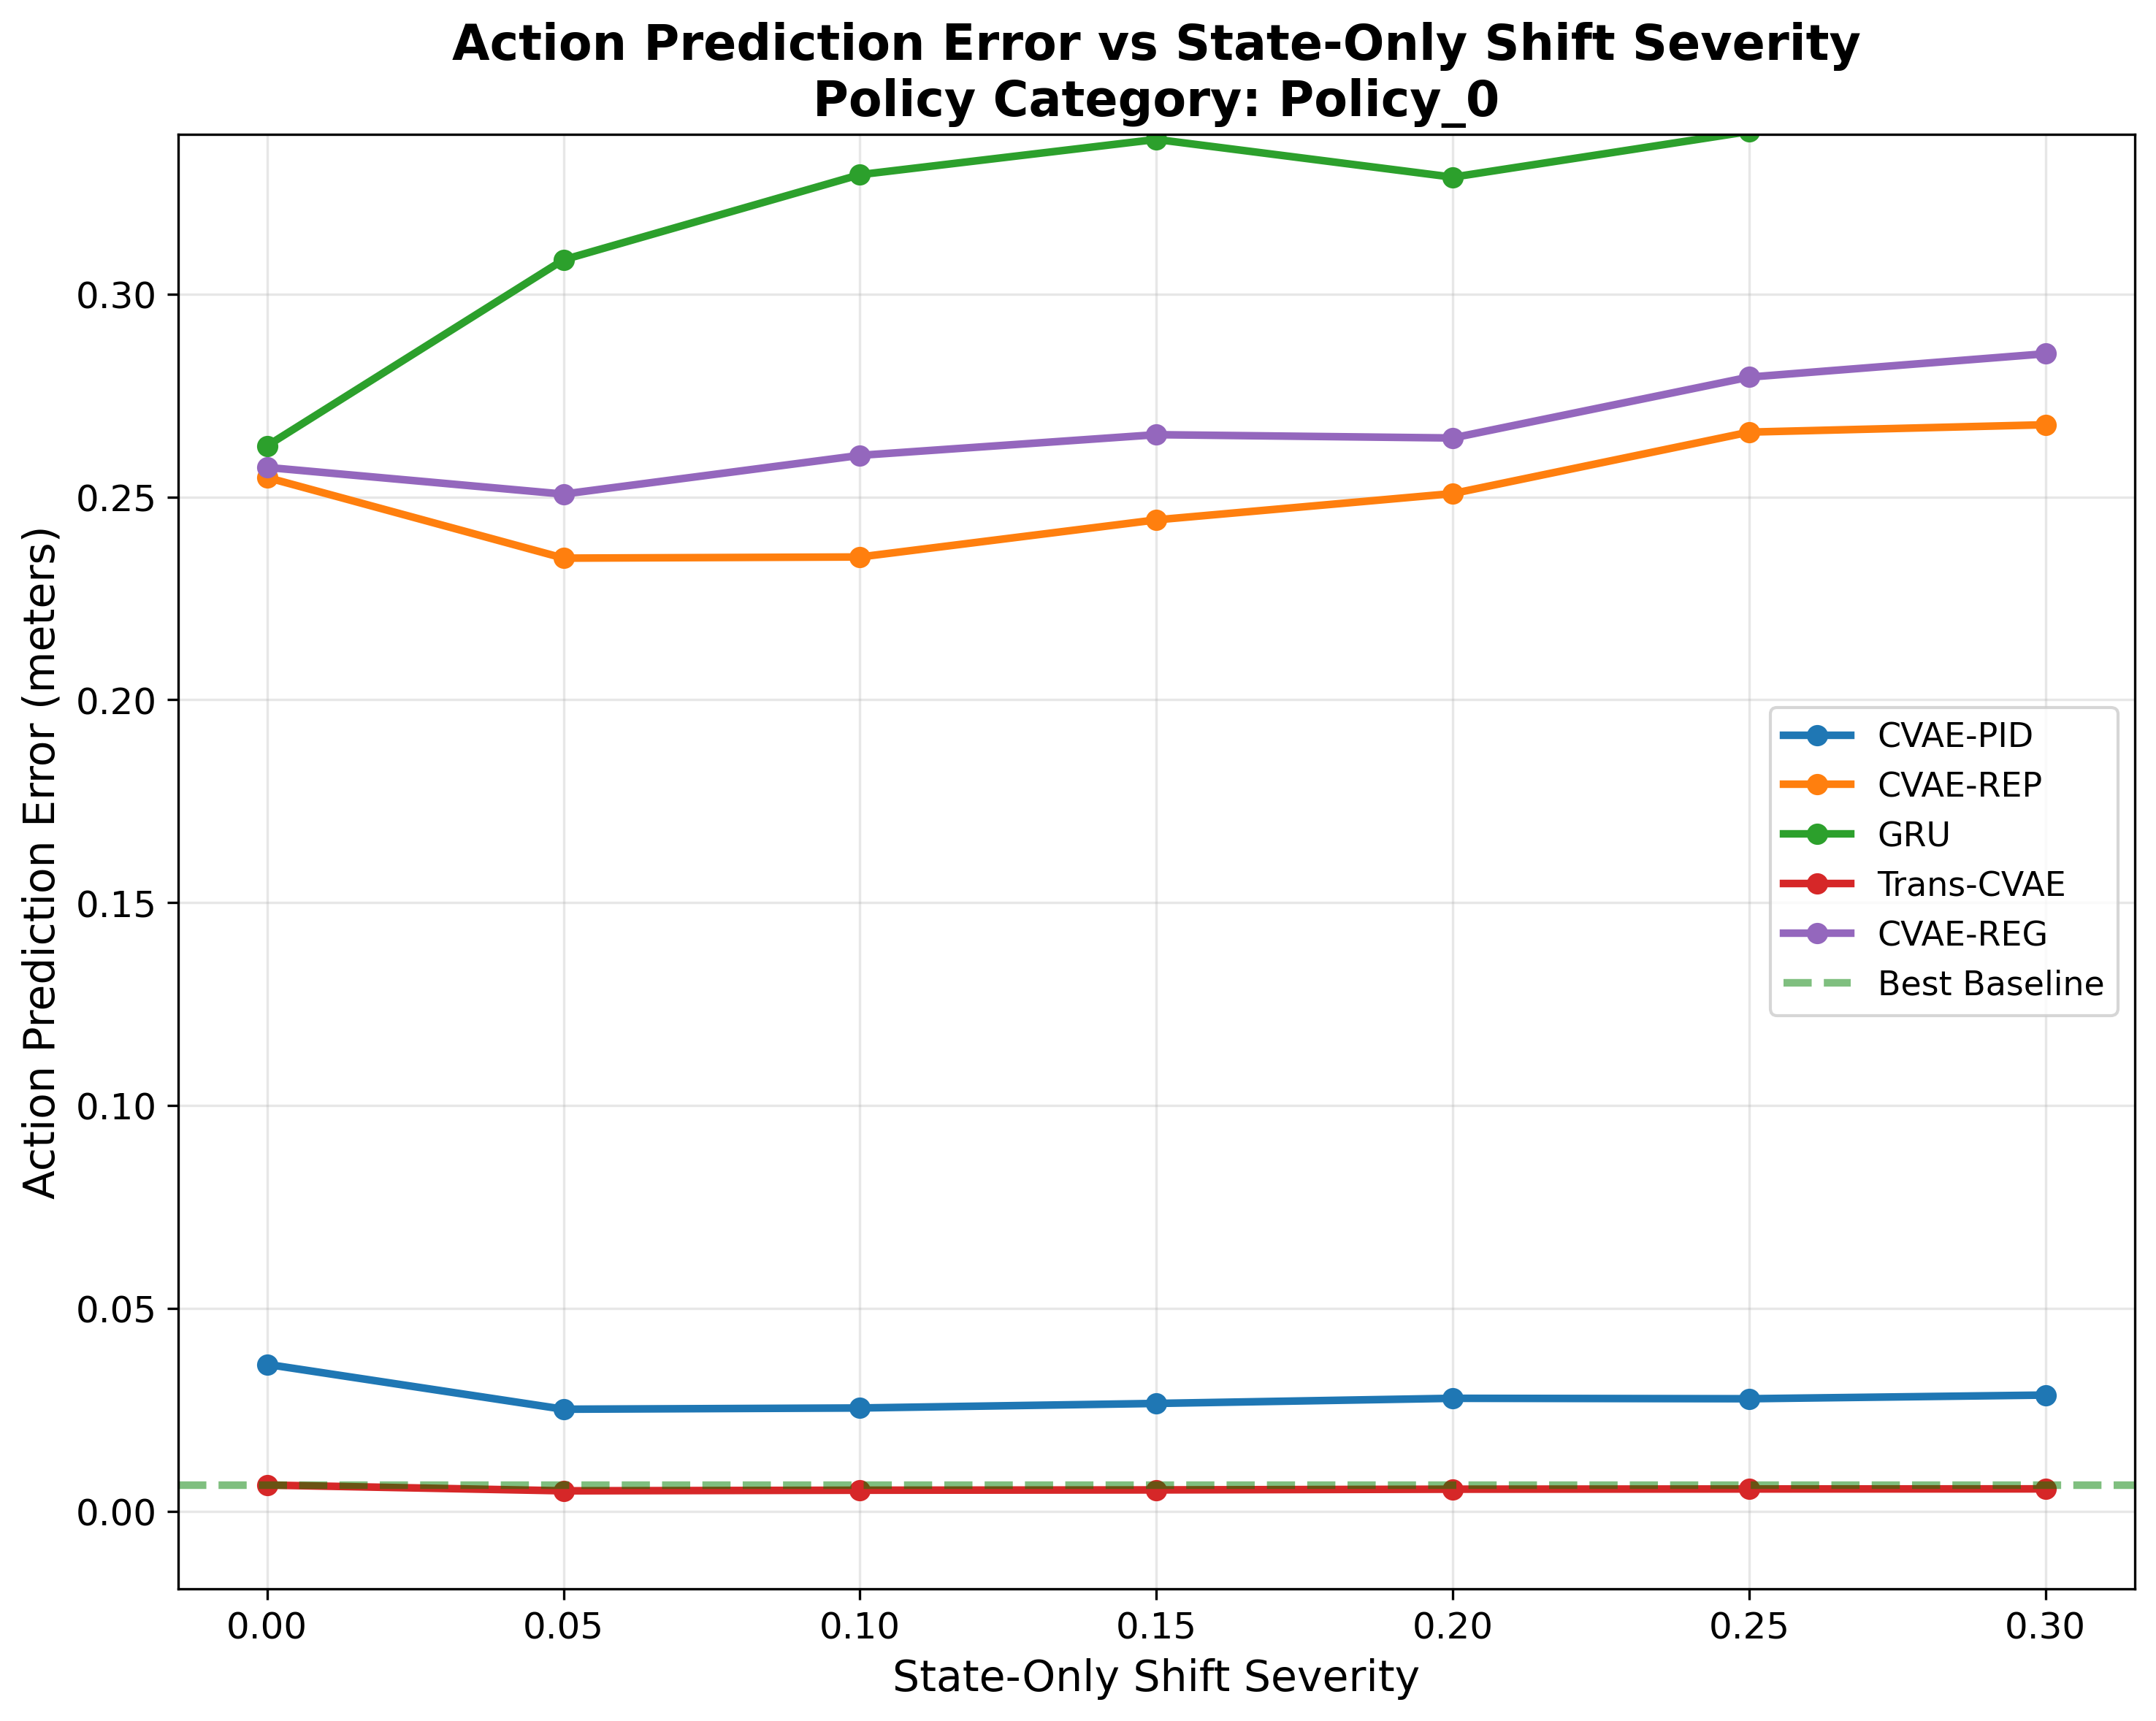 Action Prediction Error vs State-Only Shift Severity
Policy Category: Policy_0
Action Prediction Error (meters)
0.30
0.25
0.20
0.15
0.10
0.05
0.00
CVAE-PID
CVAE-REP
GRU
Trans-CVAE
CVAE-REG
Best Baseline
0.00 0.05 0.10 0.15 0.20 0.25 0.30
State-Only Shift Severity